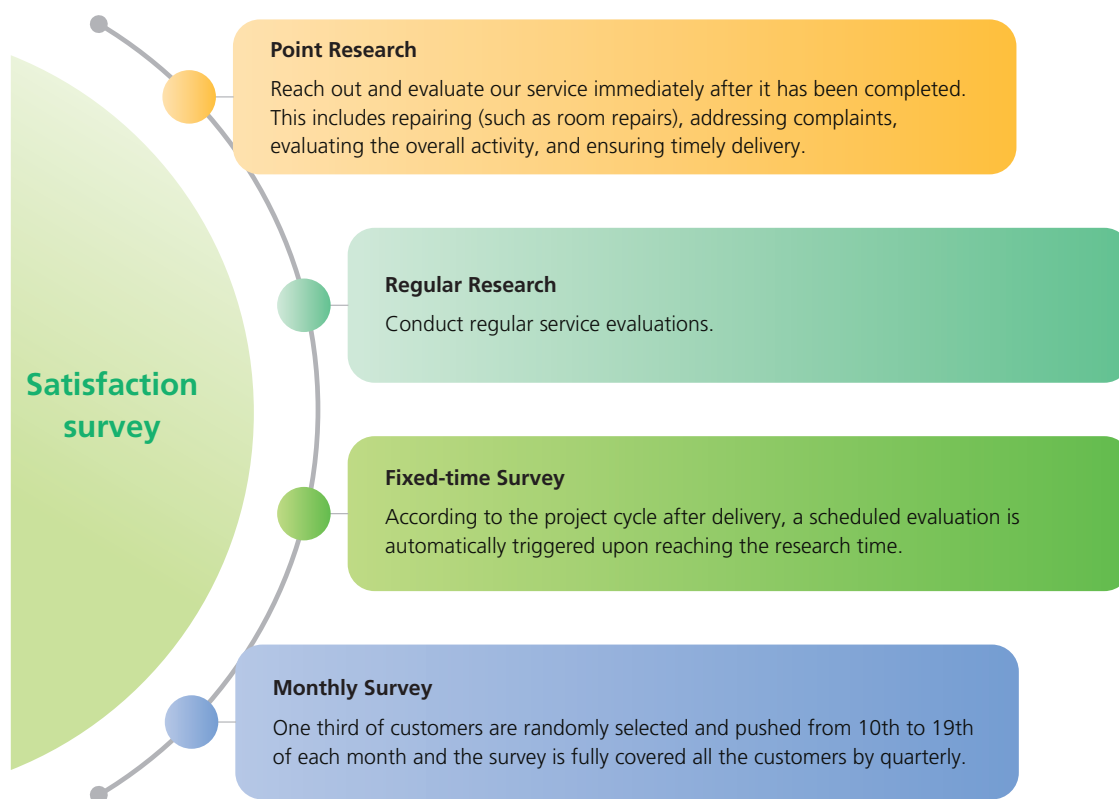 Satisfaction
survey
Point Research
Reach out and evaluate our service immediately after it has been completed.
This includes repairing (such as room repairs), addressing complaints,
evaluating the overall activity, and ensuring timely delivery.
Regular Research
Conduct regular service evaluations.
Fixed-time Survey
According to the project cycle after delivery, a scheduled evaluation is
automatically triggered upon reaching the research time.
Monthly Survey
One third of customers are randomly selected and pushed from 10th to 19th
of each month and the survey is fully covered all the customers by quarterly.